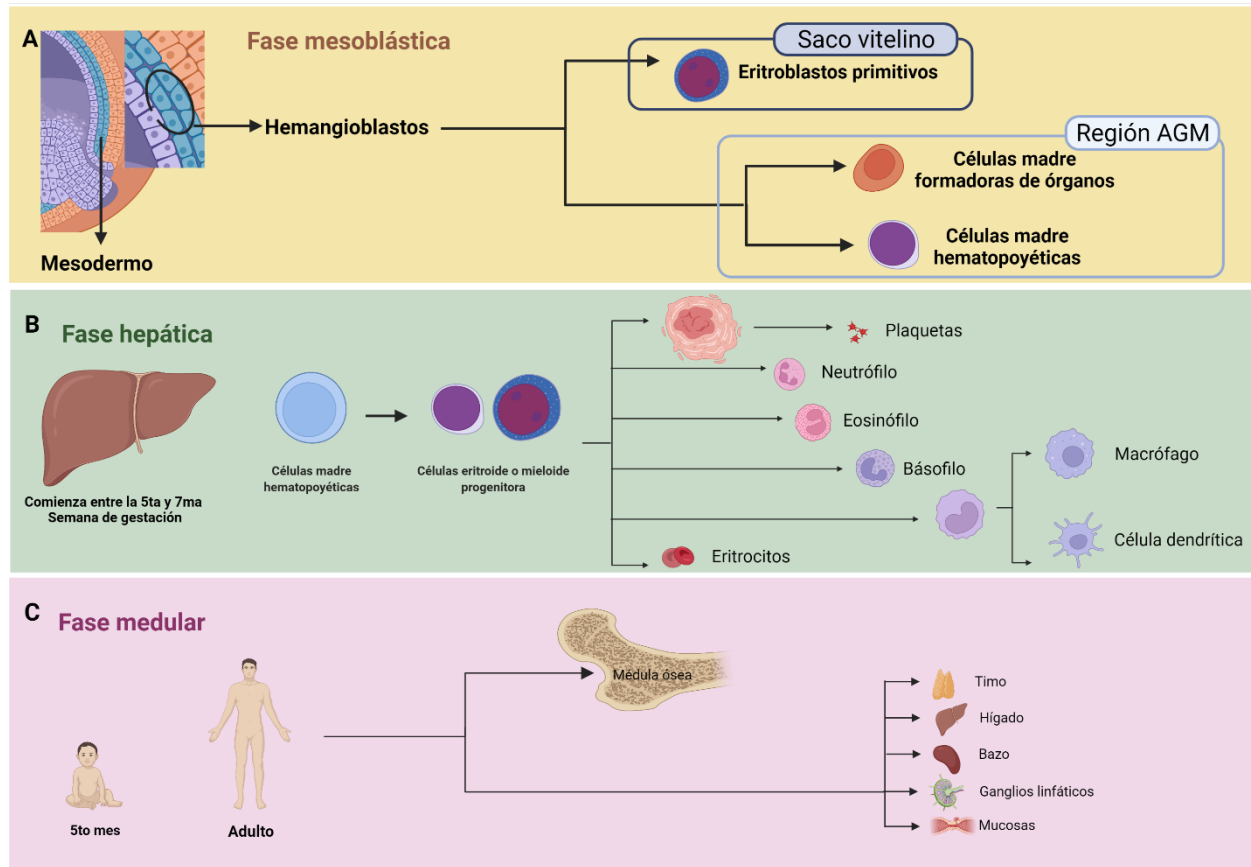 A
Fase mesoblástica
Saco vitelino
Eritroblastos primitivos
Hemangioblastos
Región AGM
Células madre
formadoras de órganos
Células madre
hematopoyéticas
Mesodermo
B
Fase hepática
Plaquetas
Neutrófilo
Eosinófilo
Básofilo
Macrófago
Célula dendrítica
Eritrocitos
Células madre
hematopoyéticas
Células eritroide o mieloide
progenitora
Comienza entre la 5ta y 7ma
Semana de gestación
C
Fase medular
Médula ósea
Timo
Hígado
Bazo
Ganglios linfáticos
Mucosas
5to mes
Adulto